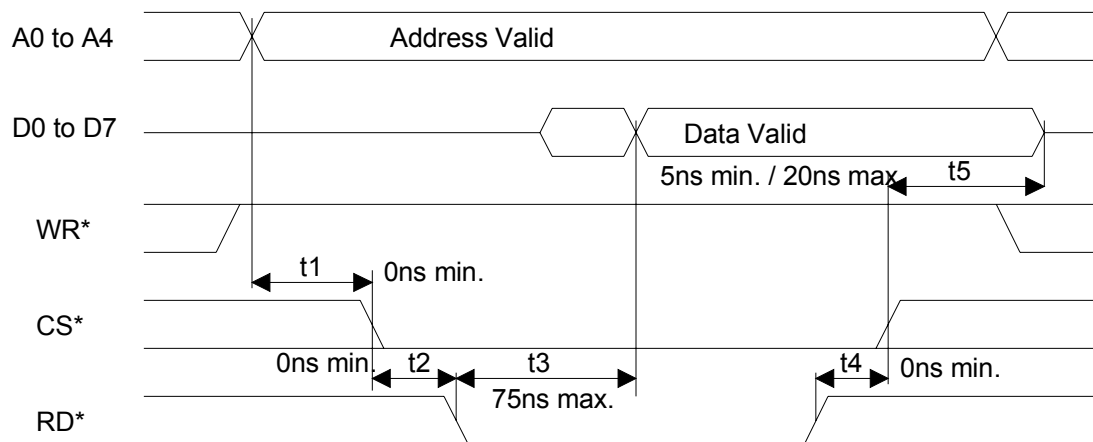 A0 to A4
Address Valid
D0 to D7
Data Valid
5ns min. / 20ns max
t5
WR*
t1
0ns min.
CS*
0ns min.
t2
t3
t4
0ns min.
75ns max.
RD*